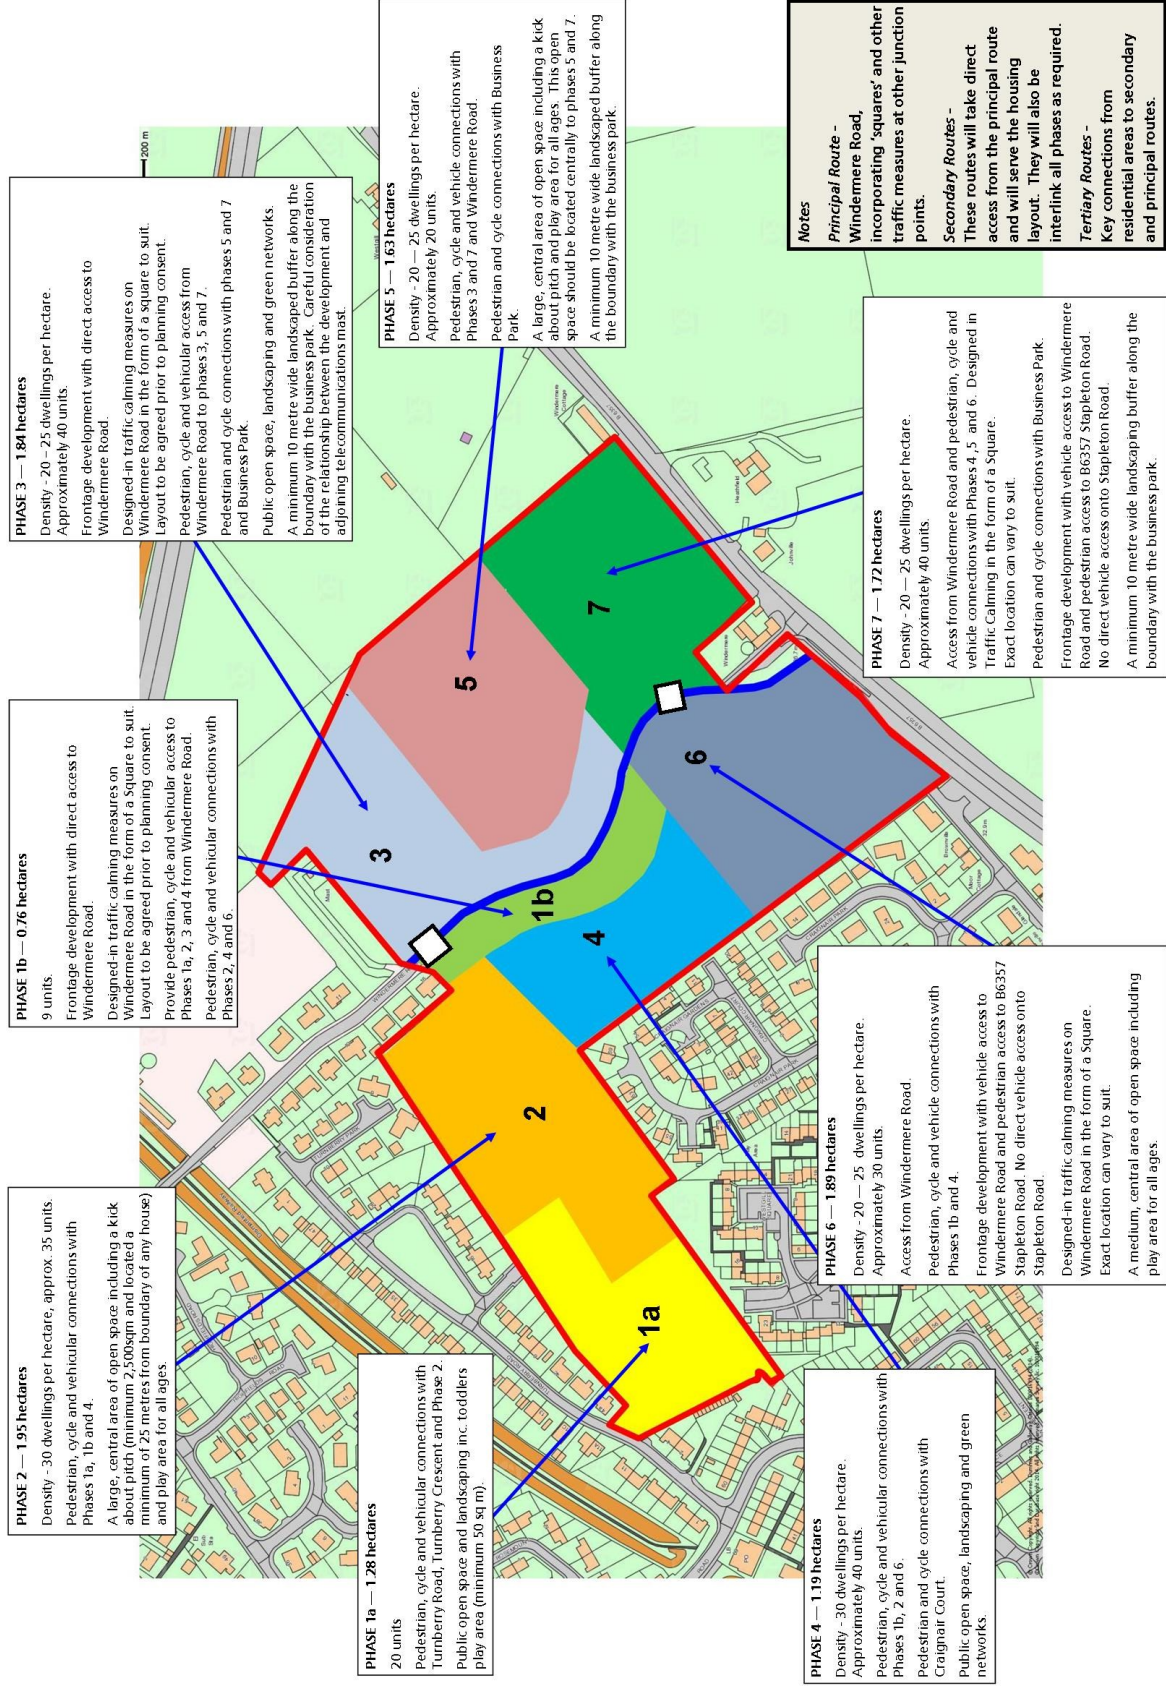 PHASE 2 — 1.95 hectares
Density - 30 dwellings per hectare, approx. 35 units.
Pedestrian, cycle and vehicular connections with
Phases 1a, 1b and 4.
A large, central area of open space including a kick
about pitch (minimum 2,500sqm and located a
minimum of 25 metres from boundary of any house)
and play area for all ages.
PHASE 1b — 0.76 hectares
9 units.
Frontage development with direct access to
Windermere Road.
Designed-in traffic calming measures on
Windermere Road in the form of a Square to suit.
Layout to be agreed prior to planning consent.
Provide pedestrian, cycle and vehicular access to
Phases 1a, 2, 3 and 4 from Windermere Road.
Pedestrian, cycle and vehicular connections with
Phases 2, 4 and 6.
PHASE 3 — 1.84 hectares
Density - 20 – 25 dwellings per hectare.
Approximately 40 units.
Frontage development with direct access to
Windermere Road.
Designed-in traffic calming measures on
Windermere Road in the form of a square to suit.
Layout to be agreed prior to planning consent.
Pedestrian, cycle and vehicular access from
Windermere Road to phases 3, 5 and 7.
Pedestrian and cycle connections with phases 5 and 7
and Business Park.
Public open space, landscaping and green networks.
A minimum 10 metre wide landscaped buffer along the
boundary with the business park. Careful consideration
of the relationship between the development and
adjoining telecommunications mast.
200 m
PHASE 1a — 1.28 hectares
20 units
Pedestrian, cycle and vehicular connections with
Turnberry Road, Turnberry Crescent and Phase 2.
Public open space and landscaping inc. toddlers
play area (minimum 50 sq m).
PHASE 5 — 1.63 hectares
Density - 20 — 25 dwellings per hectare.
Approximately 20 units.
Pedestrian, cycle and vehicle connections with
Phases 3 and 7 and Windermere Road.
Pedestrian and cycle connections with Business
Park.
A large, central area of open space including a kick
about pitch and play area for all ages. This open
space should be located centrally to phases 5 and 7.
A minimum 10 metre wide landscaped buffer along
the boundary with the business park.
1a
2
1b
3
4
5
6
7
Mast
TURNBERRY PARK
CRAIGNAIR PARK
Windermere
Windermere
Cottage
Heathfield
Johnville
Moor
Cottage
B 6357
PO
El
Sub
Sta
PHASE 4 — 1.19 hectares
Density - 30 dwellings per hectare.
Approximately 40 units.
Pedestrian, cycle and vehicular connections with
Phases 1b, 2 and 6.
Pedestrian and cycle connections with
Craignair Court.
Public open space, landscaping and green
networks.
PHASE 6 — 1.89 hectares
Density - 20 — 25 dwellings per hectare.
Approximately 30 units.
Access from Windermere Road.
Pedestrian, cycle and vehicle connections with
Phases 1b and 4.
Frontage development with vehicle access to
Windermere Road and pedestrian access to B6357
Stapleton Road. No direct vehicle access onto
Stapleton Road.
Designed-in traffic calming measures on
Windermere Road in the form of a Square.
Exact location can vary to suit.
A medium, central area of open space including
play area for all ages.
PHASE 7 — 1.72 hectares
Density - 20 — 25 dwellings per hectare.
Approximately 40 units.
Access from Windermere Road and pedestrian, cycle and
vehicle connections with Phases 4 ,5 and 6. Designed in
Traffic Calming in the form of a Square.
Exact location can vary to suit.
Pedestrian and cycle connections with Business Park.
Frontage development with vehicle access to Windermere
Road and pedestrian access to B6357 Stapleton Road.
No direct vehicle access onto Stapleton Road.
A minimum 10 metre wide landscaping buffer along the
boundary with the business park.
Notes
Principal Route -
Windermere Road,
incorporating ‘squares’ and other
traffic measures at other junction
points.
Secondary Routes -
These routes will take direct
access from the principal route
and will serve the housing
layout. They will also be
interlink all phases as required.
Tertiary Routes -
Key connections from
residential areas to secondary
and principal routes.